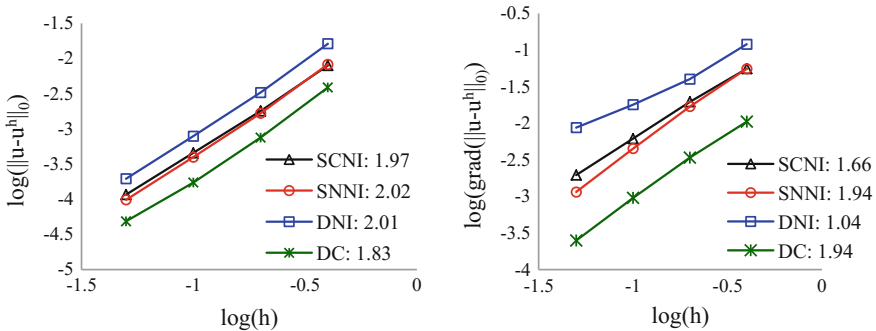 log(||u-u^h||_0)
-1.5
-2
-2.5
-3
-3.5
-4
-4.5
-5
-1.5
-1
-0.5
0
log(h)
SCNI: 1.97
SNNI: 2.02
DNI: 2.01
DC: 1.83
log(grad(||u-u^h||_0))
-0.5
-1
-1.5
-2
-2.5
-3
-3.5
-4
-1.5
-1
-0.5
0
log(h)
SCNI: 1.66
SNNI: 1.94
DNI: 1.04
DC: 1.94